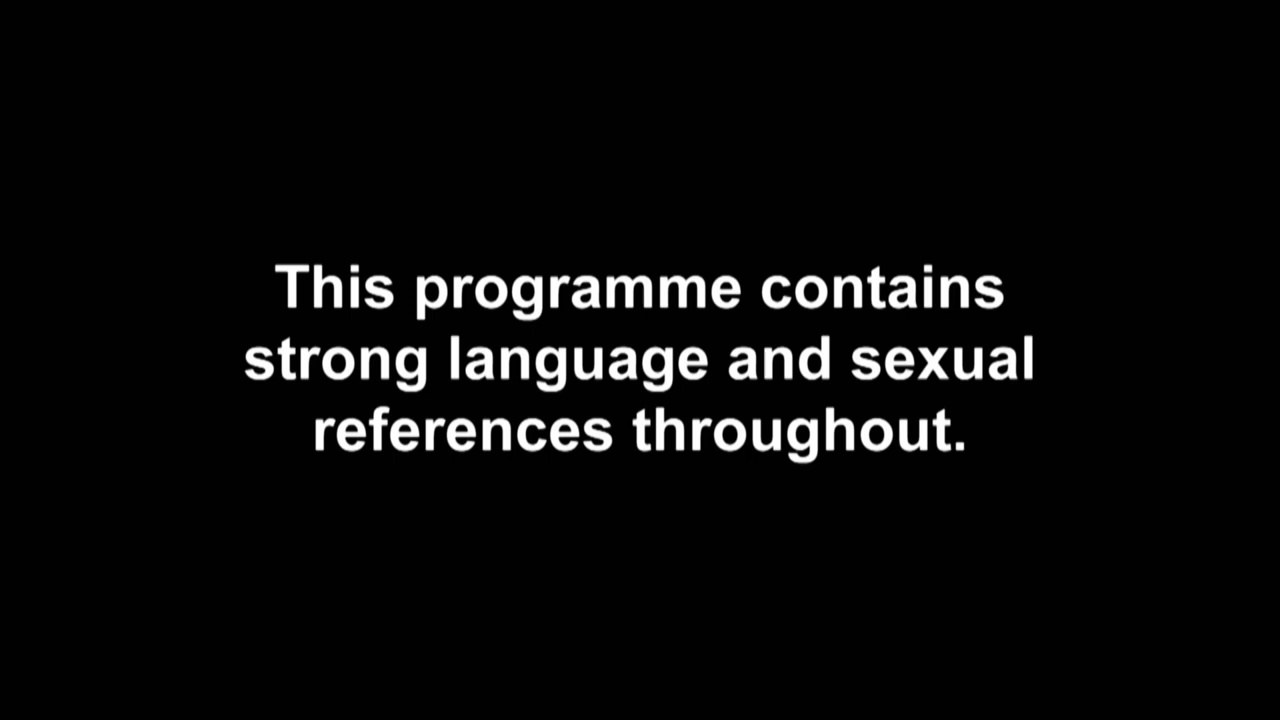 This programme contains
strong language and sexual
references throughout.